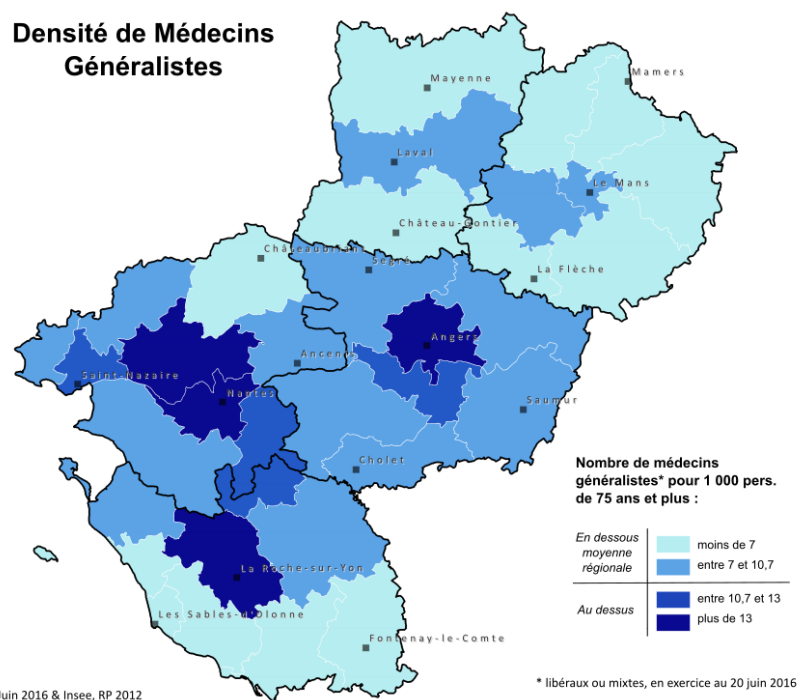 Densité de Médecins
Généralistes
Mayenne
Mamers
Laval
Le Mans
Château-Gontier
Châteaubriant
Segré
La Flèche
Ancenis
Angers
Saint-Nazaire
Nantes
Saumur
Cholet
La Roche-sur-Yon
Les Sables-d'Olonne
Fontenay-le-Comte
Nombre de médecins
généralistes* pour 1 000 pers.
de 75 ans et plus :
En dessous
moyenne
régionale
moins de 7
entre 7 et 10,7
Au dessus
entre 10,7 et 13
plus de 13
* libéraux ou mixtes, en exercice au 20 juin 2016
Juin 2016 & Insee, RP 2012